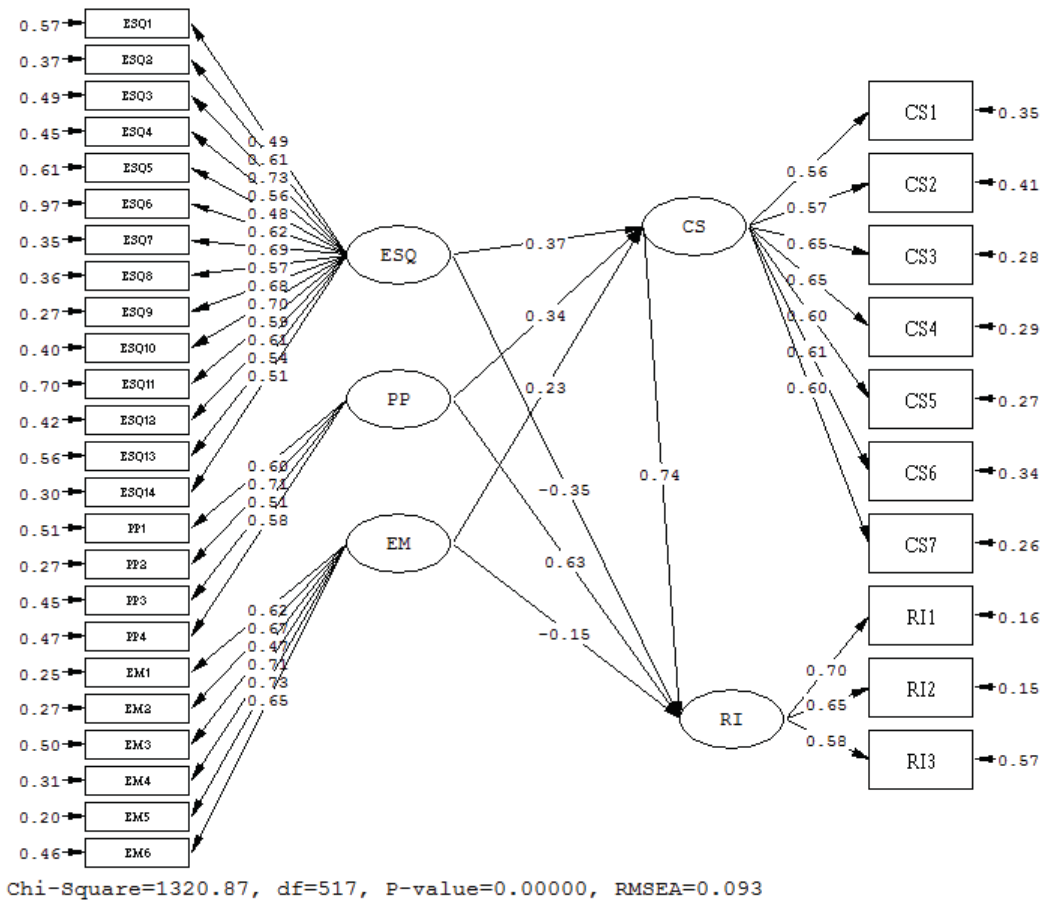 0.57 ESQ1
0.37 ESQ2
0.49 ESQ3
0.45 ESQ4
0.61 ESQ5
0.97 ESQ6
0.35 ESQ7
0.36 ESQ8
0.27 ESQ9
0.40 ESQ10
0.70 ESQ11
0.42 ESQ12
0.56 ESQ13
0.30 ESQ14
0.51 PP1
0.27 PP2
0.45 PP3
0.47 PP4
0.25 EM1
0.27 EM2
0.50 EM3
0.31 EM4
0.20 EM5
0.46 EM6
0.49
0.61
0.73
0.56
0.48
0.62
0.69
0.57
0.68
0.70
0.59
0.61
0.54
0.51
0.60
0.71
0.51
0.58
0.62
0.67
0.47
0.71
0.73
0.65
ESQ
PP
EM
0.37
0.34
0.23
-0.35
0.63
-0.15
0.74
CS
RI
0.56
0.57
0.65
0.65
0.60
0.61
0.60
0.70
0.65
0.58
CS1 0.35
CS2 0.41
CS3 0.28
CS4 0.29
CS5 0.27
CS6 0.34
CS7 0.26
RI1 0.16
RI2 0.15
RI3 0.57
Chi-Square=1320.87, df=517, P-value=0.00000, RMSEA=0.093